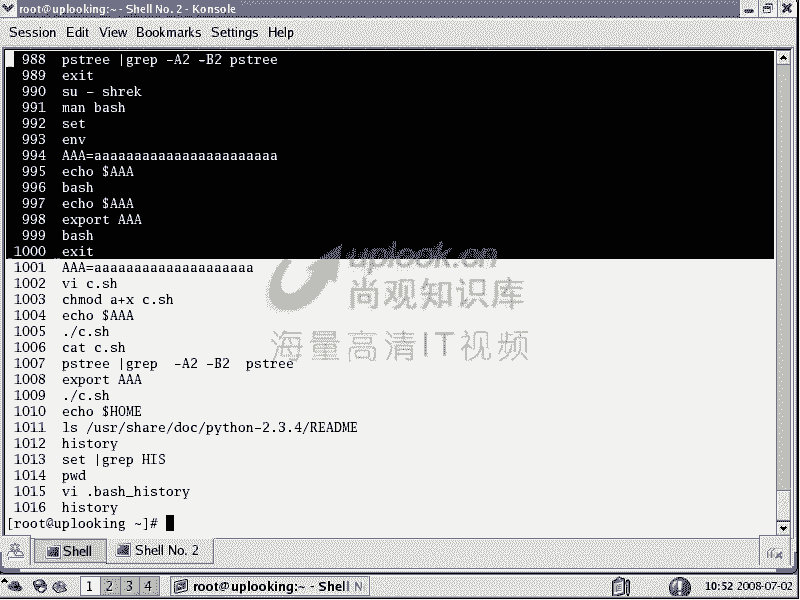 root@uplooking:~ - Shell No. 2 - Konsole
Session Edit View Bookmarks Settings Help
988 pstree |grep -A2 -B2 pstree
989 exit
990 su - shrek
991 man bash
992 set
993 env
994 AAA=aaaaaaaaaaaaaaaaaaaaaaa
995 echo $AAA
996 bash
997 echo $AAA
998 export AAA
999 bash
1000 exit
1001 AAA=aaaaaaaaaaaaaaaaaaaa
1002 vi c.sh
1003 chmod a+x c.sh
1004 echo $AAA
1005 ./c.sh
1006 cat c.sh
1007 pstree |grep  -A2 -B2  pstree
1008 export AAA
1009 ./c.sh
1010 echo $HOME
1011 ls /usr/share/doc/python-2.3.4/README
1012 history
1013 set |grep HIS
1014 pwd
1015 vi .bash_history
1016 history
[root@uplooking ~]#
uplook.cn
尚观知识库
海量高清IT视频
Shell
Shell No. 2
1 2 3 4
root@uplooking:~ - Shell N
10:52 2008-07-02